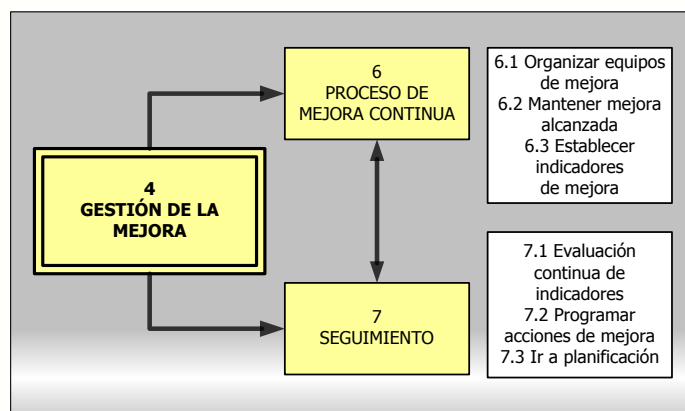 4
GESTIÓN DE LA
MEJORA
6
PROCESO DE
MEJORA CONTINUA
6.1 Organizar equipos
de mejora
6.2 Mantener mejora
alcanzada
6.3 Establecer
indicadores
de mejora
7
SEGUIMIENTO
7.1 Evaluación
continua de
indicadores
7.2 Programar
acciones de mejora
7.3 Ir a planificación